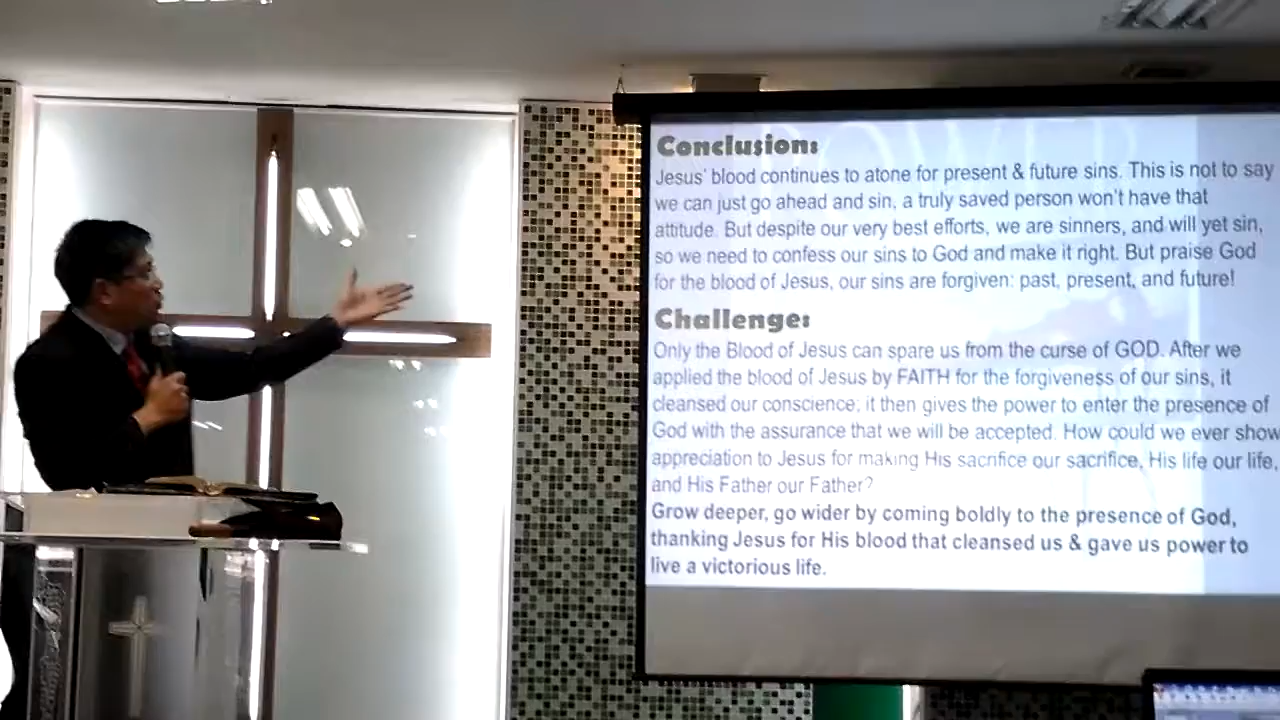 POWER
Conclusion:
Jesus' blood continues to atone for present & future sins. This is not to say
we can just go ahead and sin, a truly saved person won't have that
attitude. But despite our very best efforts, we are sinners, and will yet sin,
so we need to confess our sins to God and make it right. But praise God
for the blood of Jesus, our sins are forgiven: past, present, and future!
Challenge:
Only the Blood of Jesus can spare us from the curse of GOD. After we
applied the blood of Jesus by FAITH for the forgiveness of our sins, it
cleansed our conscience; it then gives the power to enter the presence of
God with the assurance that we will be accepted. How could we ever show
appreciation to Jesus for making His sacrifice our sacrifice, His life our life,
and His Father our Father?
Grow deeper, go wider by coming boldly to the presence of God,
thanking Jesus for His blood that cleansed us & gave us power to
live a victorious life.